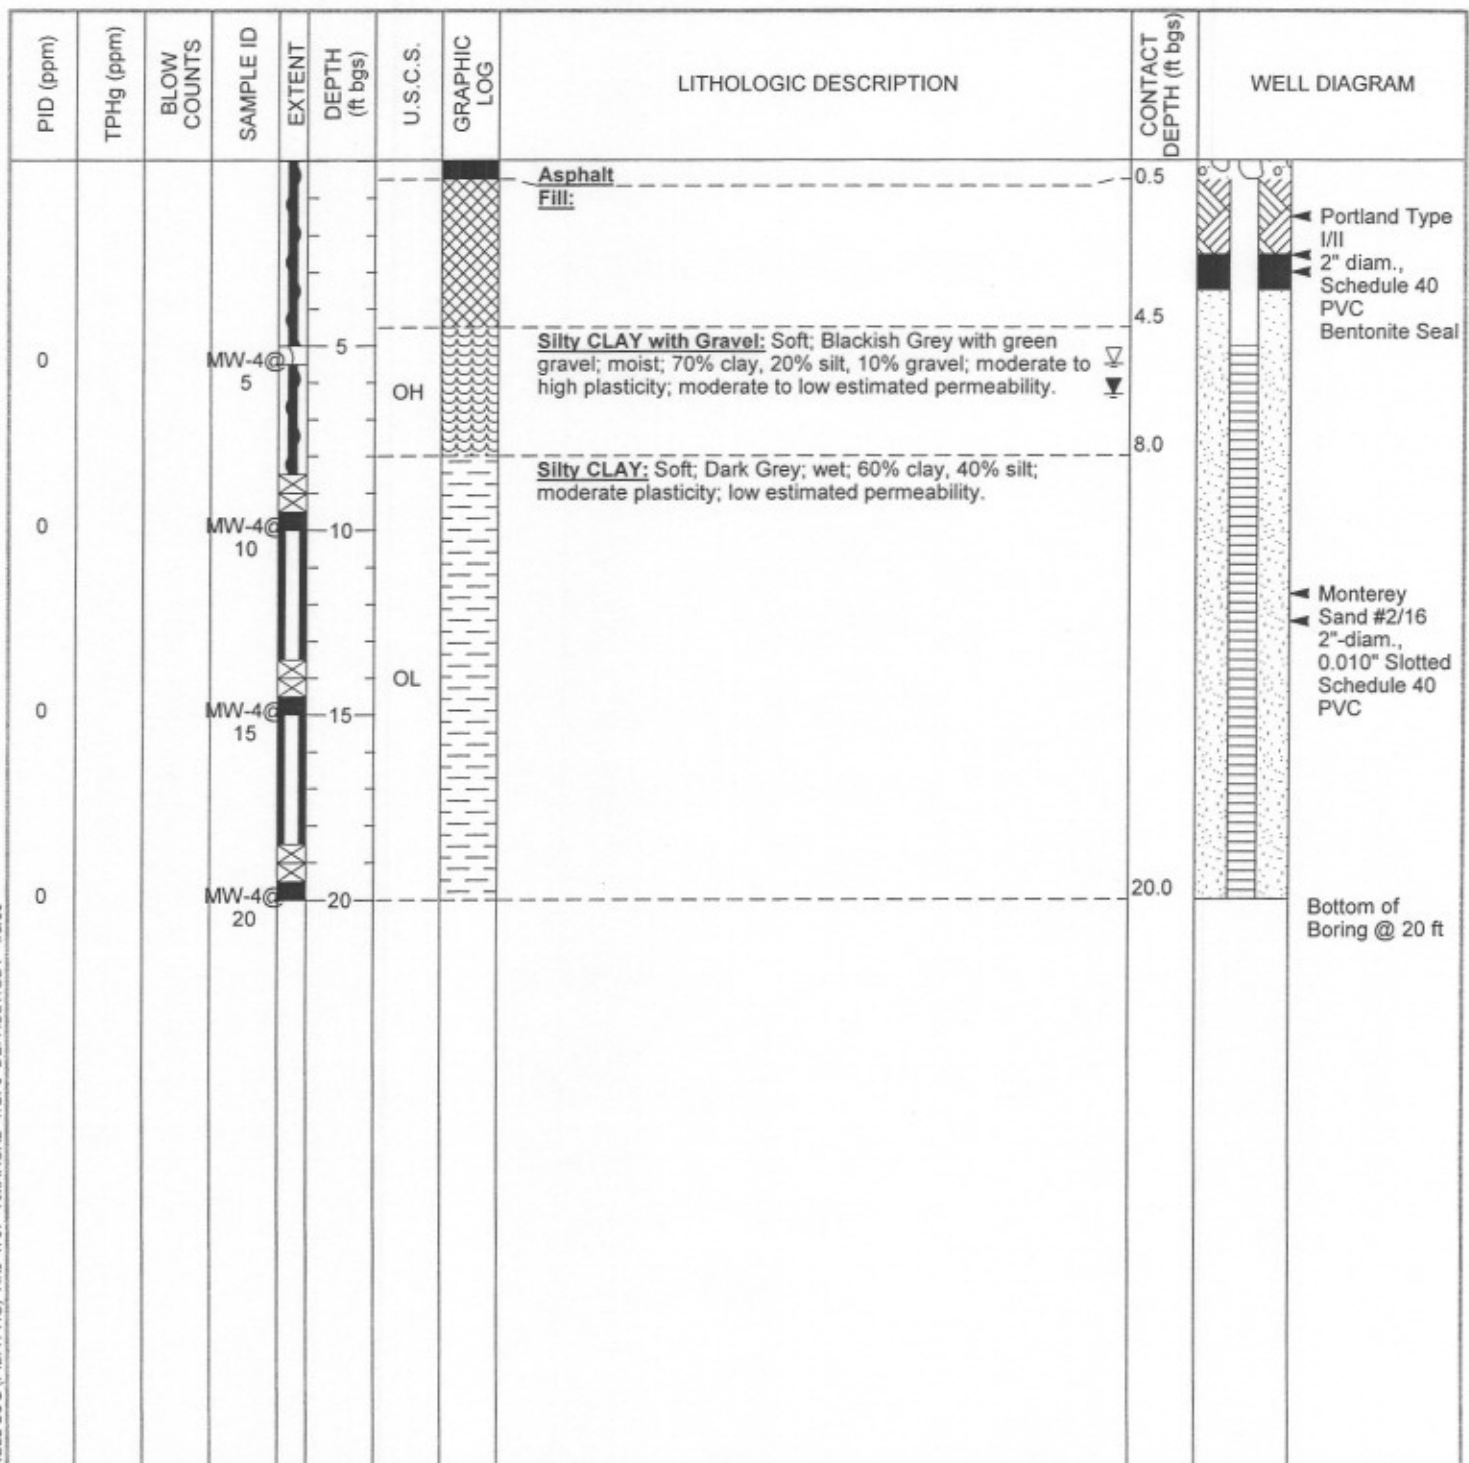 PID (ppm)
TPHg (ppm)
BLOW
COUNTS
SAMPLE ID
EXTENT
DEPTH
(ft bgs)
U.S.C.S.
GRAPHIC
LOG
LITHOLOGIC DESCRIPTION
CONTACT
DEPTH (ft bgs)
WELL DIAGRAM
Asphalt
0.5
Fill:
Portland Type
I/II
2" diam.,
Schedule 40
PVC
Bentonite Seal
4.5
0
MW-4@
5
5
OH
Silty CLAY with Gravel: Soft; Blackish Grey with green
gravel; moist; 70% clay, 20% silt, 10% gravel; moderate to
high plasticity; moderate to low estimated permeability.
8.0
Silty CLAY: Soft; Dark Grey; wet; 60% clay, 40% silt;
moderate plasticity; low estimated permeability.
0
MW-4@
10
10
Monterey
Sand #2/16
2"-diam.,
0.010" Slotted
Schedule 40
PVC
OL
0
MW-4@
15
15
0
MW-4@
20
20
20.0
Bottom of
Boring @ 20 ft